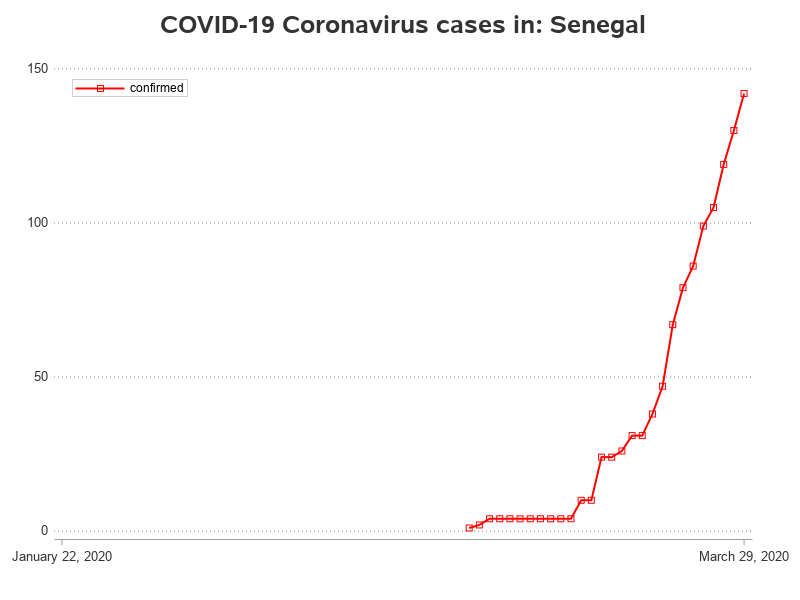 COVID-19 Coronavirus cases in: Senegal
150
confirmed
100
50
0
January 22, 2020
March 29, 2020